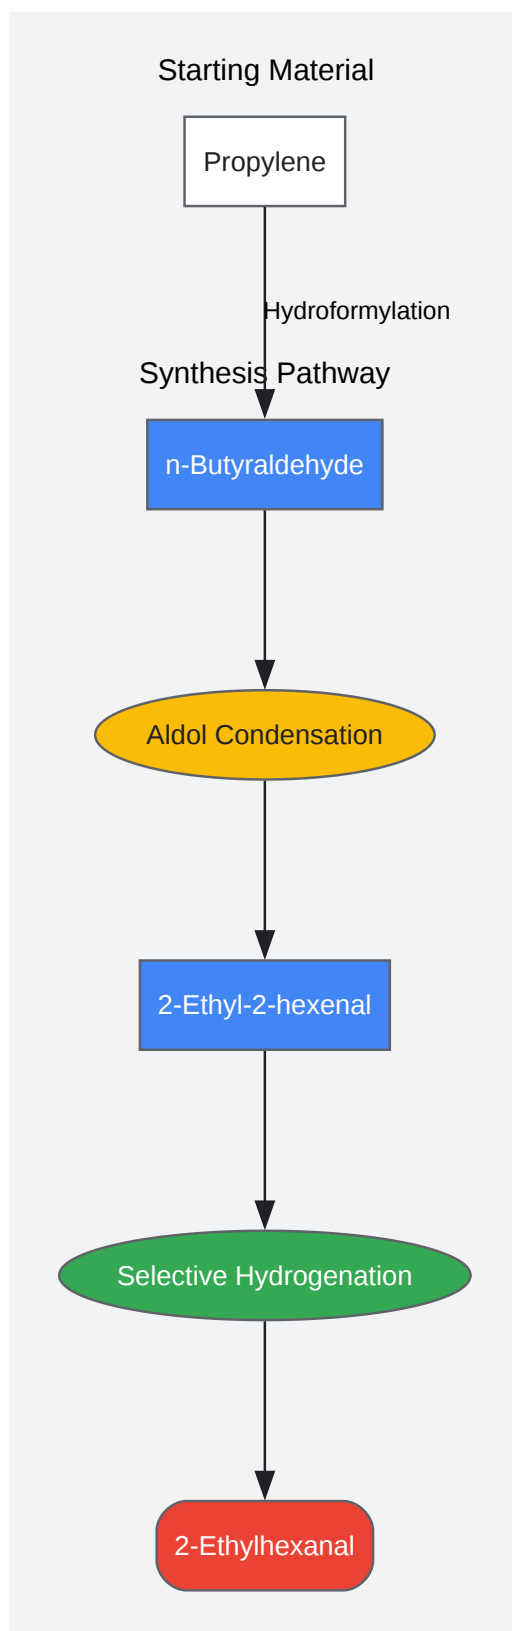 Starting Material
Propylene
Hydroformylation
Synthesis Pathway
n-Butyraldehyde
Aldol Condensation
2-Ethyl-2-hexenal
Selective Hydrogenation
2-Ethylhexanal